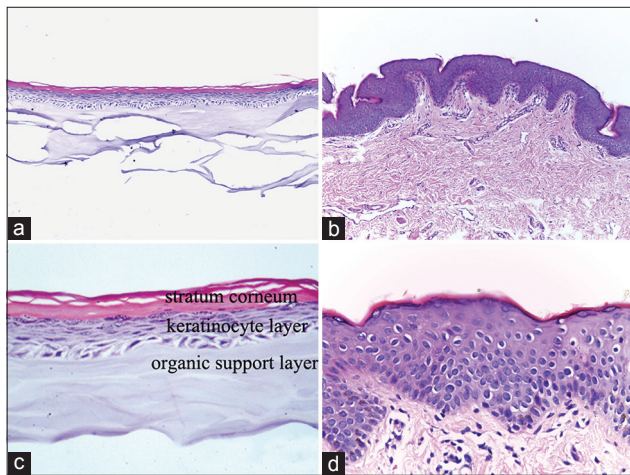 a
b
stratum corneum
keratinocyte layer
organic support layer
c
d